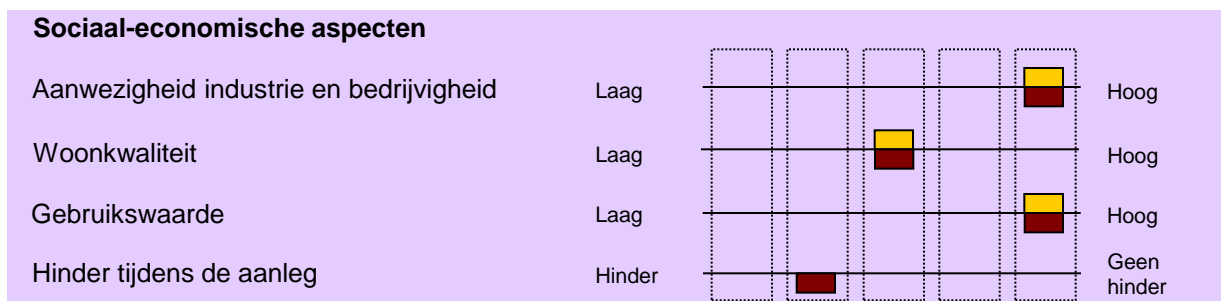 Sociaal-economische aspecten
Aanwezigheid industrie en bedrijvigheid Laag Hoog
Woonkwaliteit Laag Hoog
Gebruikswaarde Laag Hoog
Hinder tijdens de aanleg Hinder Geen
hinder